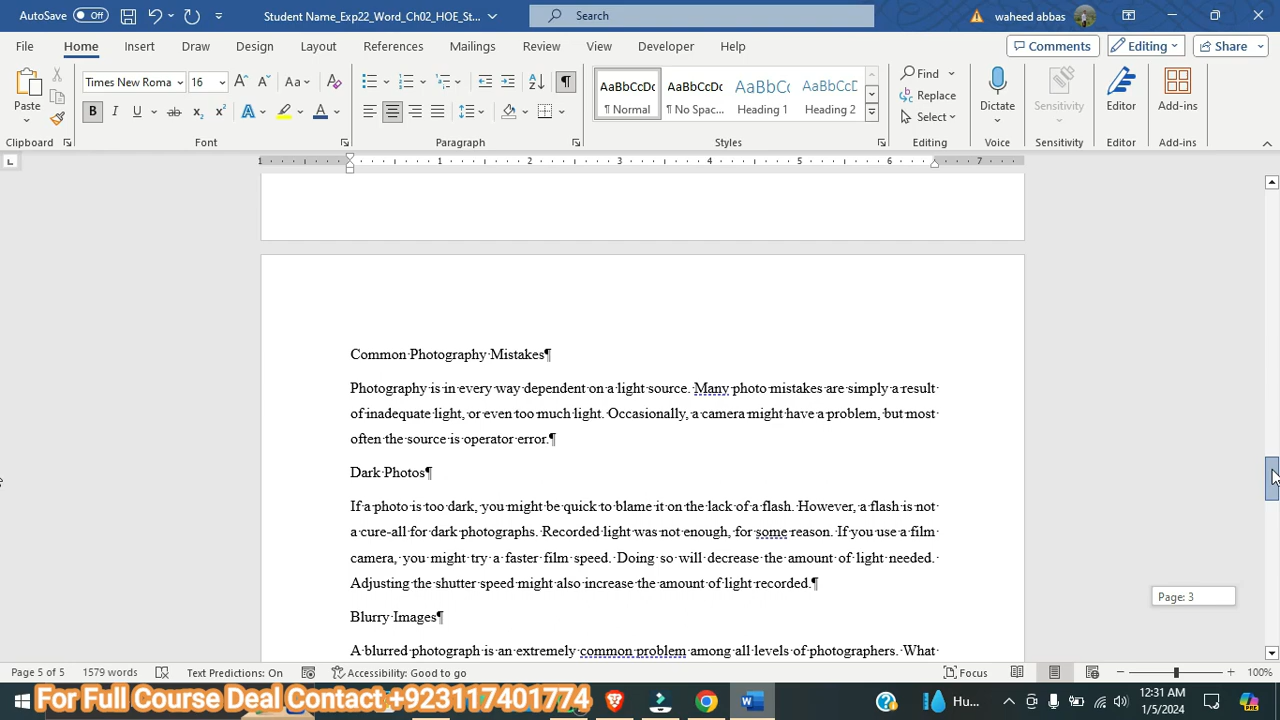 AutoSave Off Student Name_Exp22_Word_Ch02_HOE_St... Search waheed abbas
File Home Insert Draw Design Layout References Mailings Review View Developer Help Comments Editing Share
Paste
Clipboard
Times New Roma 16
Font
Paragraph
AaBbCcDc AaBbCcDc AaBbCc AaBbCcD
¶ Normal ¶ No Spac... Heading 1 Heading 2
Styles
Find
Replace
Select
Editing
Dictate
Voice
Sensitivity
Sensitivity
Editor
Add-ins
Add-ins
1 1 2 3 4 5 6 7
Common·Photography·Mistakes¶
Photography·is·in·every·way·dependent·on·a·light·source.·Many·photo·mistakes·are·simply·a·result·
of·inadequate·light,·or·even·too·much·light.·Occasionally,·a·camera·might·have·a·problem,·but·most·
often·the·source·is·operator·error.¶
Dark·Photos¶
If·a·photo·is·too·dark,·you·might·be·quick·to·blame·it·on·the·lack·of·a·flash.·However,·a·flash·is·not·
a·cure-all·for·dark·photographs.·Recorded·light·was·not·enough,·for·some·reason.·If·you·use·a·film·
camera,·you·might·try·a·faster·film·speed.·Doing·so·will·decrease·the·amount·of·light·needed.·
Adjusting·the·shutter·speed·might·also·increase·the·amount·of·light·recorded.¶
Page: 3
Blurry·Images¶
A·blurred·photograph·is·an·extremely·common·problem·among·all·levels·of·photographers.·What·
Page 5 of 5 1579 words Text Predictions: On Accessibility: Good to go Focus 100%
For Full Course Deal Contact +923117401774
Hu...
12:31 AM
1/5/2024